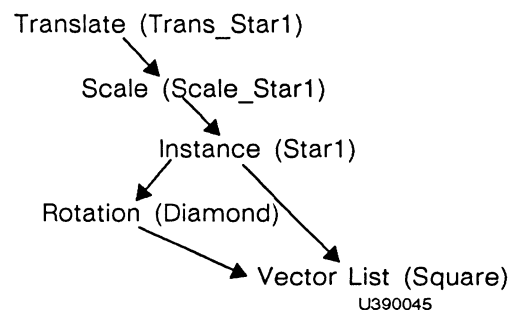 Translate (Trans_Star1)
Scale (Scale_Star1)
Instance (Star1)
Rotation (Diamond)
Vector List (Square)
U390045